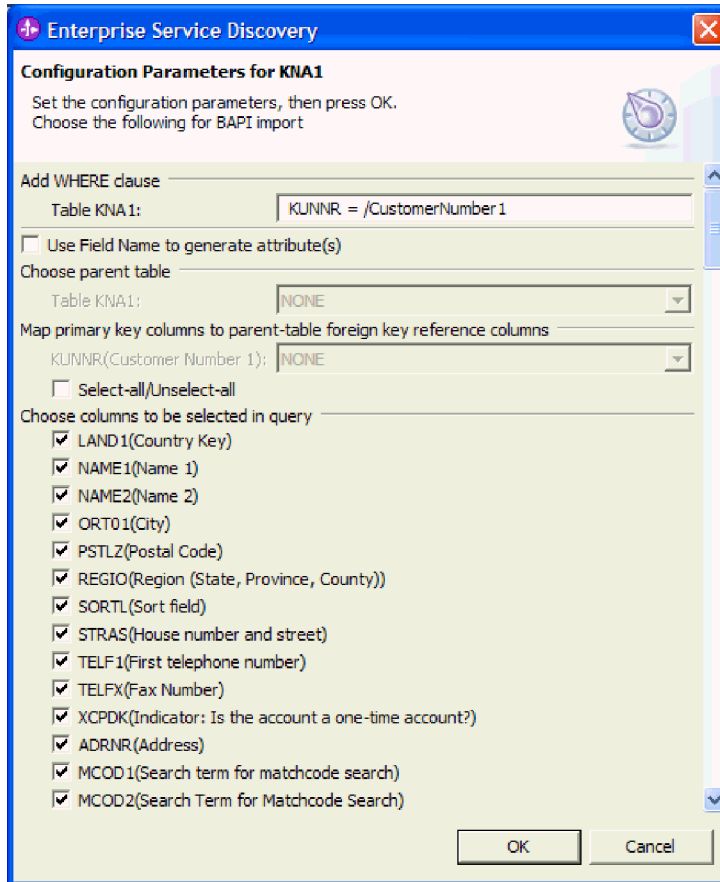 Enterprise Service Discovery
Configuration Parameters for KNA1
Set the configuration parameters, then press OK.
Choose the following for BAPI import
Add WHERE clause
Table KNA1: KUNNR = /CustomerNumber1
Use Field Name to generate attribute(s)
Choose parent table
Table KNA1: NONE
Map primary key columns to parent-table foreign key reference columns
KUNNR(Customer Number 1): NONE
Select-all/Unselect-all
Choose columns to be selected in query
LAND1(Country Key)
NAME1(Name 1)
NAME2(Name 2)
ORT01(City)
PSTLZ(Postal Code)
REGIO(Region (State, Province, County))
SORTL(Sort field)
STRAS(House number and street)
TELF1(First telephone number)
TELFX(Fax Number)
XCPDK(Indicator: Is the account a one-time account?)
ADRNR(Address)
MCOD1(Search term for matchcode search)
MCOD2(Search Term for Matchcode Search)
OK Cancel